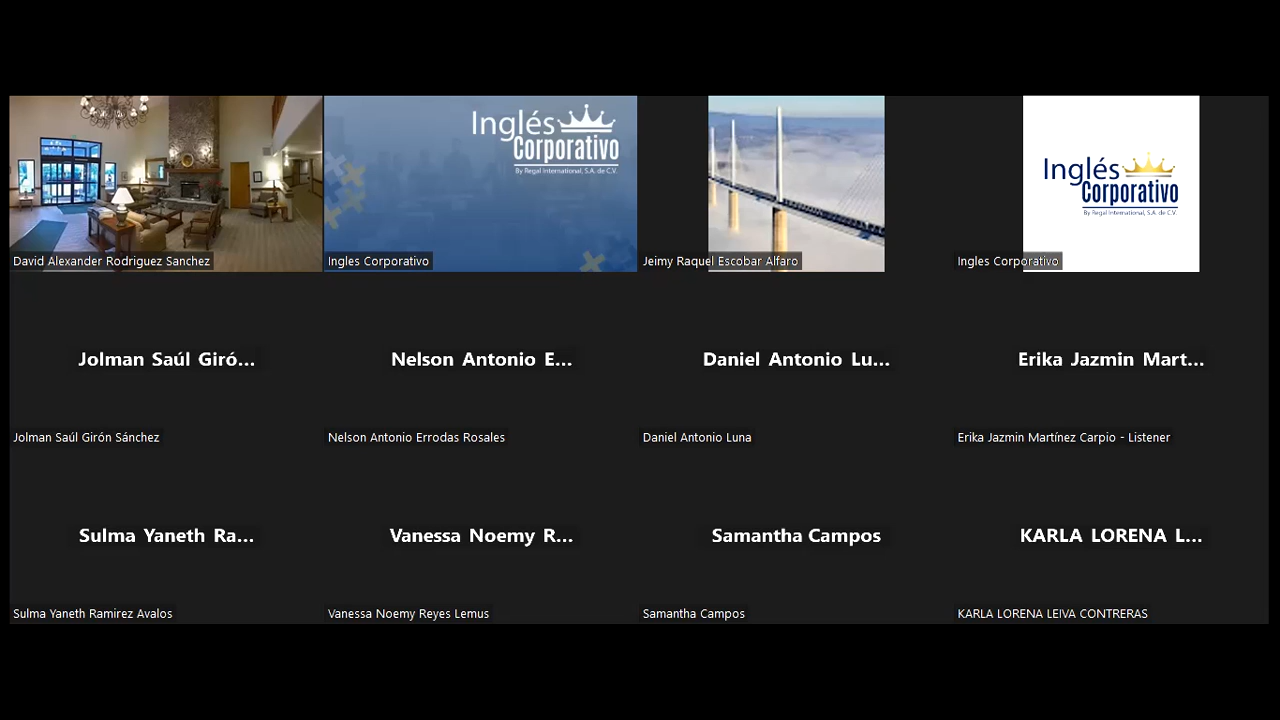 Inglés
Corporativo
By Regal International, S.A. de C.V.
Inglés
Corporativo
By Regal International, S.A. de C.V.
David Alexander Rodriguez Sanchez
Ingles Corporativo
Jeimy Raquel Escobar Alfaro
Ingles Corporativo
Jolman Saúl Giró...
Nelson Antonio E...
Daniel Antonio Lu...
Erika Jazmin Mart...
Jolman Saúl Girón Sánchez
Nelson Antonio Errodas Rosales
Daniel Antonio Luna
Erika Jazmin Martínez Carpio - Listener
Sulma Yaneth Ra...
Vanessa Noemy R...
Samantha Campos
KARLA LORENA L...
Sulma Yaneth Ramirez Avalos
Vanessa Noemy Reyes Lemus
Samantha Campos
KARLA LORENA LEIVA CONTRERAS